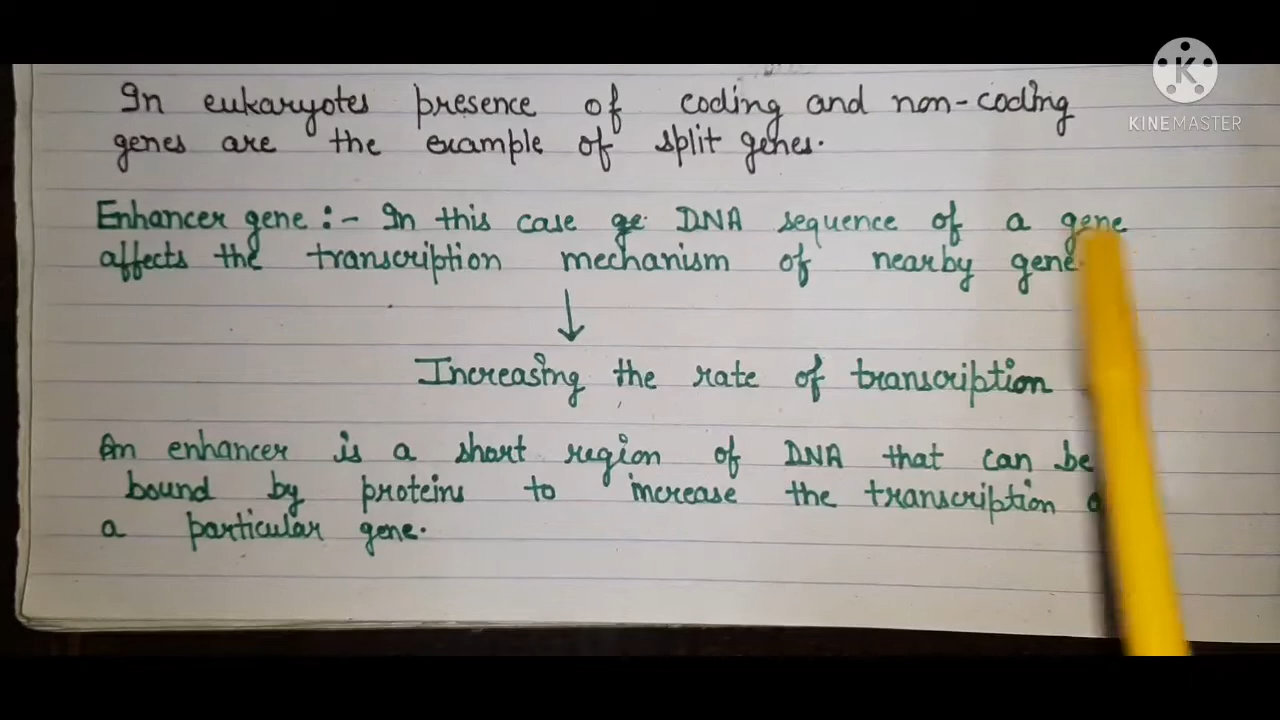 In eukaryotes presence of coding and non-coding
genes are the example of split genes.
Enhancer gene :- In this case ge. DNA sequence of a gene
affects the transcription mechanism of nearby gene.
↓
Increasing the rate of transcription
An enhancer is a short region of DNA that can be
bound by proteins to increase the transcription
a particular gene.
K
KINEMASTER